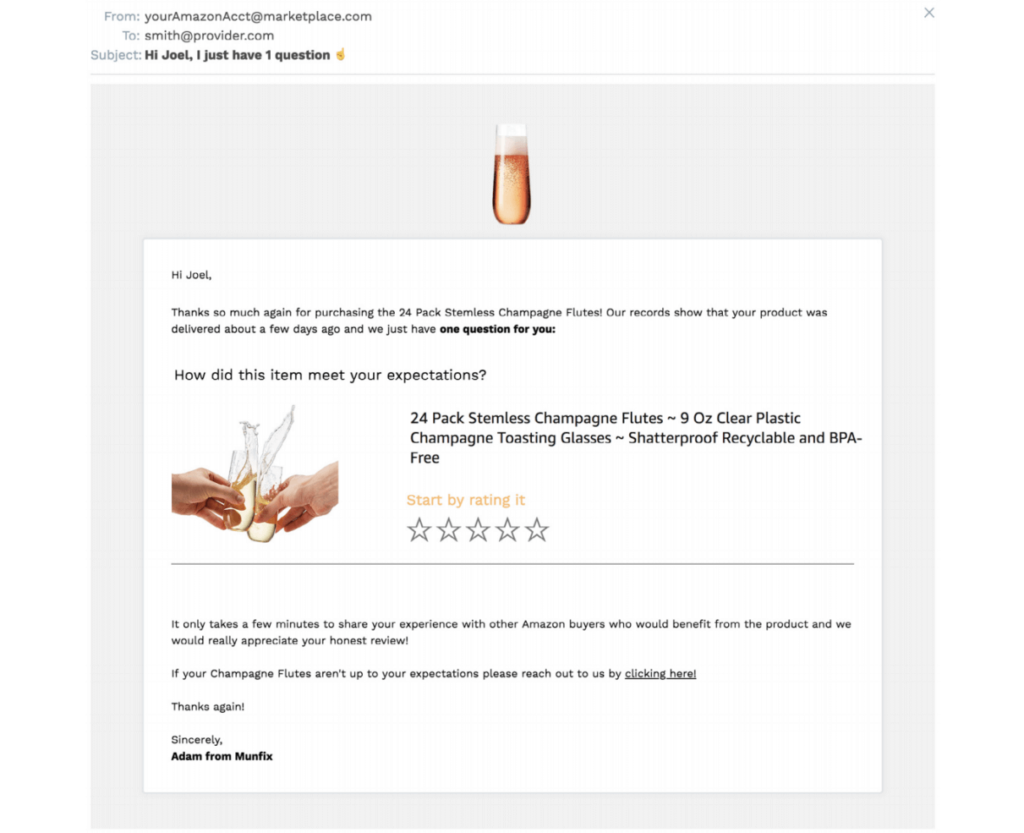 From: yourAmazonAcct@marketplace.com
To: smith@provider.com
Subject: Hi Joel, I just have 1 question ☝
Hi Joel,
Thanks so much again for purchasing the 24 Pack Stemless Champagne Flutes! Our records show that your product was
delivered about a few days ago and we just have one question for you:
How did this item meet your expectations?
24 Pack Stemless Champagne Flutes ~ 9 Oz Clear Plastic
Champagne Toasting Glasses ~ Shatterproof Recyclable and BPA-
Free
Start by rating it
It only takes a few minutes to share your experience with other Amazon buyers who would benefit from the product and we
would really appreciate your honest review!
If your Champagne Flutes aren't up to your expectations please reach out to us by clicking here!
Thanks again!
Sincerely,
Adam from Munfix